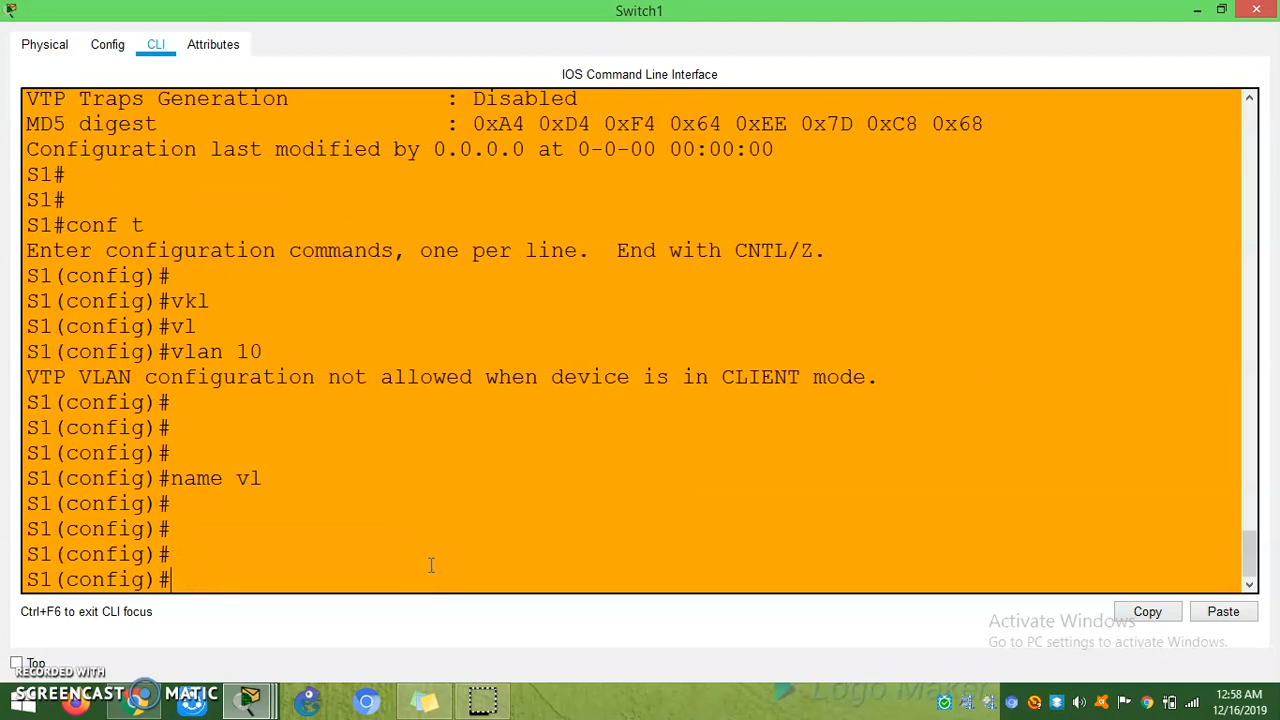 Switch1
Physical Config CLI Attributes
IOS Command Line Interface
VTP Traps Generation : Disabled
MD5 digest : 0xA4 0xD4 0xF4 0x64 0xEE 0x7D 0xC8 0x68
Configuration last modified by 0.0.0.0 at 0-0-00 00:00:00
S1#
S1#
S1#conf t
Enter configuration commands, one per line. End with CNTL/Z.
S1(config)#
S1(config)#vkl
S1(config)#vl
S1(config)#vlan 10
VTP VLAN configuration not allowed when device is in CLIENT mode.
S1(config)#
S1(config)#
S1(config)#
S1(config)#name vl
S1(config)#
S1(config)#
S1(config)#
S1(config)#
Ctrl+F6 to exit CLI focus
Copy Paste
Activate Windows
Go to PC settings to activate Windows.
Top
RECORDED WITH
SCREENCAST MATIC
Logo Maker
12:58 AM
12/16/2019